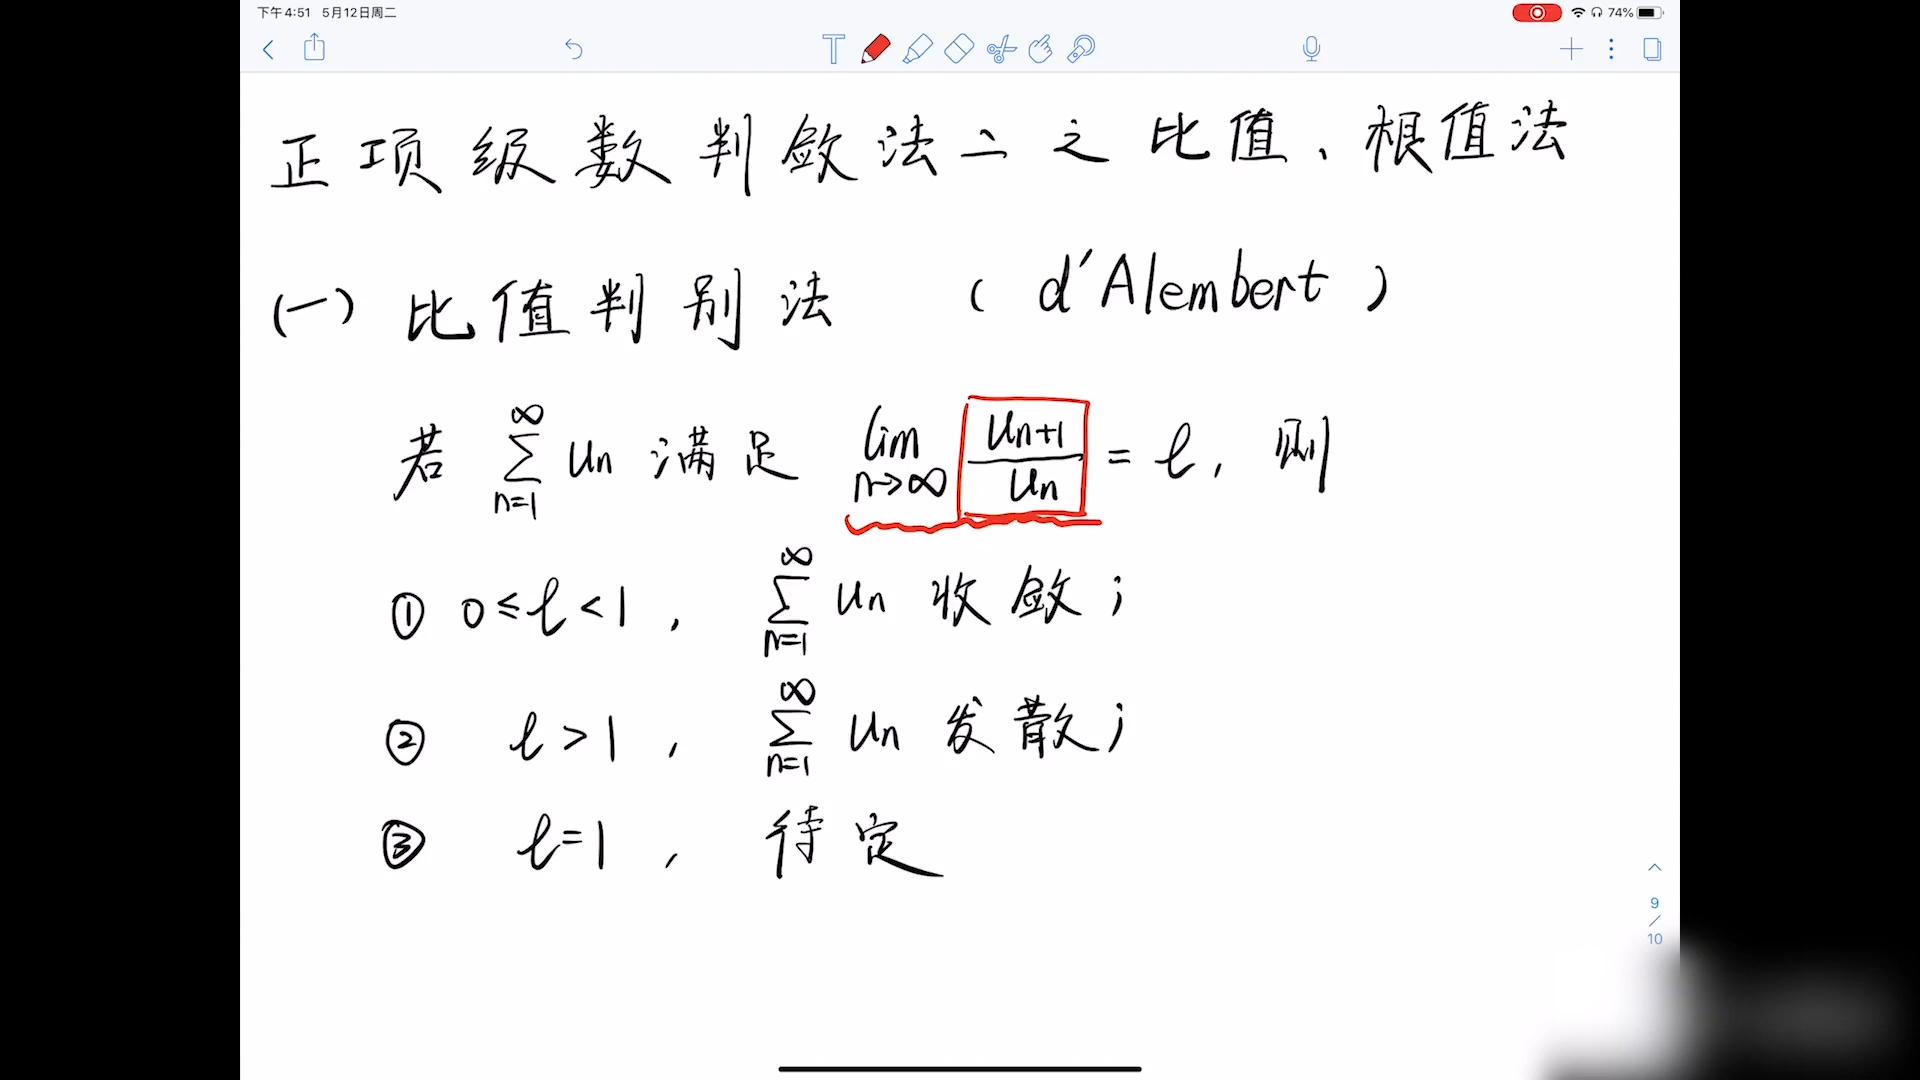 下午4:51 5月12日周二 74%
正项级数判敛法二之比值、根值法
(一) 比值判别法 ( d'Alembert )
若 ∑_{n=1}^{∞} Un 满足 lim_{n→∞} U_{n+1}/U_n = ℓ, 则
① 0≤ℓ<1, ∑_{n=1}^{∞} Un 收敛;
② ℓ>1, ∑_{n=1}^{∞} Un 发散;
③ ℓ=1, 待定
9
/
10